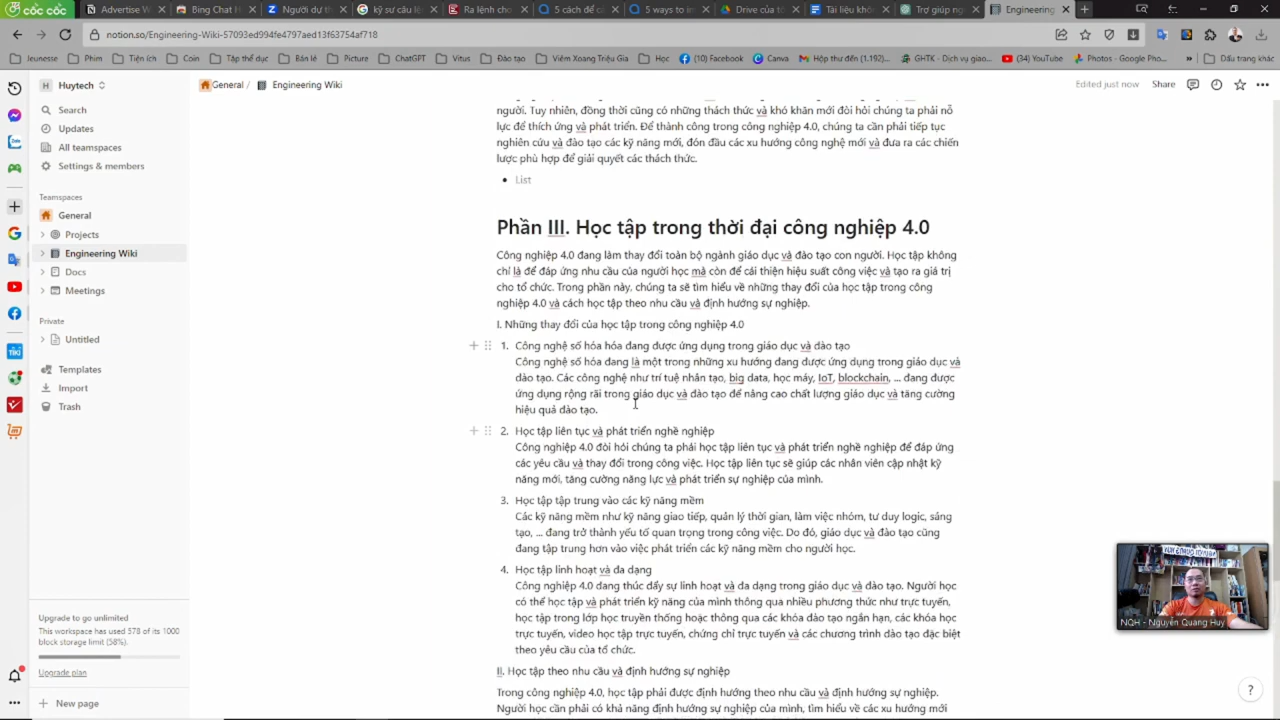 cốc cốc
Advertise W
Bing Chat
Người dự th
kỹ sư câu lệ
Ra lệnh cho
5 cách để c
5 ways to in
Drive của tô
Tài liệu khó
Trợ giúp ng
Engineering
notion.so/Engineering-Wiki-57093ed994fe4797aed13f63754af718
Jeunesse
Phim
Tiện ích
Coin
Tập thể dục
Bán lẻ
Picture
ChatGPT
Vitus
Đào tạo
Viêm Xoang Triệu Gia
Học
(10) Facebook
Canva
Hộp thư đến (1.192)...
GHTK - Dịch vụ giao...
(34) YouTube
Photos - Google Pho...
Dấu trang khác
H Huytech
General / Engineering Wiki
Edited just now
Share
Search
Updates
All teamspaces
Settings & members
Teamspaces
General
Projects
Engineering Wiki
Docs
Meetings
Private
Untitled
Templates
Import
Trash
Upgrade to go unlimited
This workspace has used 578 of its 1000
block storage limit (58%).
Upgrade plan
New page
người. Tuy nhiên, đồng thời cũng có những thách thức và khó khăn mới đòi hỏi chúng ta phải nỗ
lực để thích ứng và phát triển. Để thành công trong công nghiệp 4.0, chúng ta cần phải tiếp tục
nghiên cứu và đào tạo các kỹ năng mới, đón đầu các xu hướng công nghệ mới và đưa ra các chiến
lược phù hợp để giải quyết các thách thức.
• List
Phần III. Học tập trong thời đại công nghiệp 4.0
Công nghiệp 4.0 đang làm thay đổi toàn bộ ngành giáo dục và đào tạo con người. Học tập không
chỉ là để đáp ứng nhu cầu của người học mà còn để cải thiện hiệu suất công việc và tạo ra giá trị
cho tổ chức. Trong phần này, chúng ta sẽ tìm hiểu về những thay đổi của học tập trong công
nghiệp 4.0 và cách học tập theo nhu cầu và định hướng sự nghiệp.
I. Những thay đổi của học tập trong công nghiệp 4.0
1. Công nghệ số hóa hóa đang được ứng dụng trong giáo dục và đào tạo
Công nghệ số hóa đang là một trong những xu hướng đang được ứng dụng trong giáo dục và
đào tạo. Các công nghệ như trí tuệ nhân tạo, big data, học máy, IoT, blockchain, ... đang được
ứng dụng rộng rãi trong giáo dục và đào tạo để nâng cao chất lượng giáo dục và tăng cường
hiệu quả đào tạo.
2. Học tập liên tục và phát triển nghề nghiệp
Công nghiệp 4.0 đòi hỏi chúng ta phải học tập liên tục và phát triển nghề nghiệp để đáp ứng
các yêu cầu và thay đổi trong công việc. Học tập liên tục sẽ giúp các nhân viên cập nhật kỹ
năng mới, tăng cường năng lực và phát triển sự nghiệp của mình.
3. Học tập tập trung vào các kỹ năng mềm
Các kỹ năng mềm như kỹ năng giao tiếp, quản lý thời gian, làm việc nhóm, tư duy logic, sáng
tạo, ... đang trở thành yếu tố quan trọng trong công việc. Do đó, giáo dục và đào tạo cũng
đang tập trung hơn vào việc phát triển các kỹ năng mềm cho người học.
4. Học tập linh hoạt và đa dạng
Công nghiệp 4.0 đang thúc đẩy sự linh hoạt và đa dạng trong giáo dục và đào tạo. Người học
có thể học tập và phát triển kỹ năng của mình thông qua nhiều phương thức như trực tuyến,
học tập trong lớp học truyền thống hoặc thông qua các khóa đào tạo ngắn hạn, các khóa học
trực tuyến, video học tập trực tuyến, chứng chỉ trực tuyến và các chương trình đào tạo đặc biệt
theo yêu cầu của tổ chức.
II. Học tập theo nhu cầu và định hướng sự nghiệp
Trong công nghiệp 4.0, học tập phải được định hướng theo nhu cầu và định hướng sự nghiệp.
Người học cần phải có khả năng định hướng sự nghiệp của mình, tìm hiểu về các xu hướng mới
NQH - Nguyễn Quang Huy